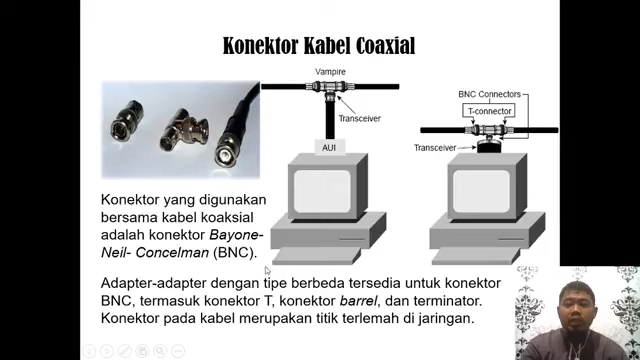 Konektor Kabel Coaxial
Vampire
Transceiver
AUI
BNC Connectors
T-connector
Transceiver
Konektor yang digunakan
bersama kabel koaksial
adalah konektor Bayone-
Neil- Concelman (BNC).
Adapter-adapter dengan tipe berbeda tersedia untuk konektor
BNC, termasuk konektor T, konektor barrel, dan terminator.
Konektor pada kabel merupakan titik terlemah di jaringan.